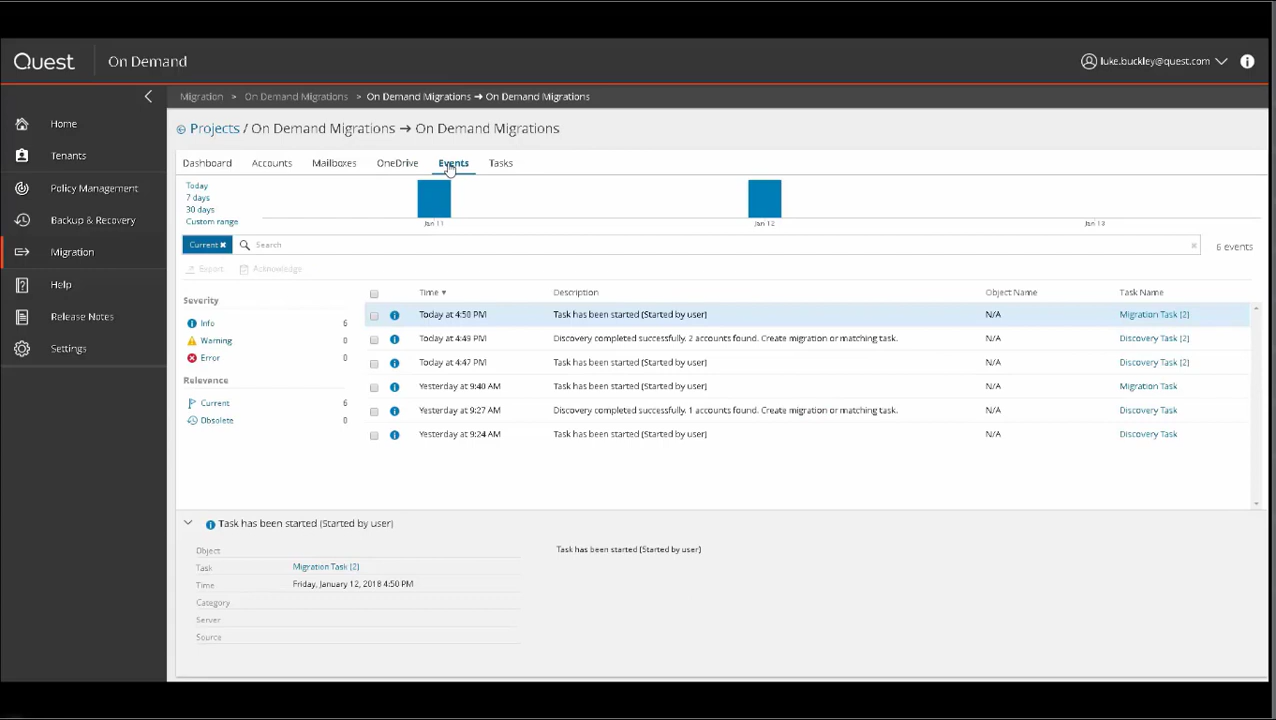 Quest On Demand luke.buckley@quest.com
Migration > On Demand Migrations > On Demand Migrations → On Demand Migrations
Home
Tenants
Policy Management
Backup & Recovery
Migration
Help
Release Notes
Settings
Projects / On Demand Migrations → On Demand Migrations
Dashboard Accounts Mailboxes OneDrive Events Tasks
Today
7 days
30 days
Custom range
Jan 11 Jan 12 Jan 13
Current Search 6 events
Export Acknowledge
Severity
Info 6
Warning 0
Error 0
Relevance
Current 6
Obsolete 0
Time Description Object Name Task Name
Today at 4:50 PM Task has been started (Started by user) N/A Migration Task (2)
Today at 4:49 PM Discovery completed successfully. 2 accounts found. Create migration or matching task. N/A Discovery Task (2)
Today at 4:47 PM Task has been started (Started by user) N/A Discovery Task (2)
Yesterday at 9:40 AM Task has been started (Started by user) N/A Migration Task
Yesterday at 9:27 AM Discovery completed successfully. 1 accounts found. Create migration or matching task. N/A Discovery Task
Yesterday at 9:24 AM Task has been started (Started by user) N/A Discovery Task
Task has been started (Started by user)
Object
Task Migration Task (2)
Time Friday, January 12, 2018 4:50 PM
Category
Server
Source
Task has been started (Started by user)